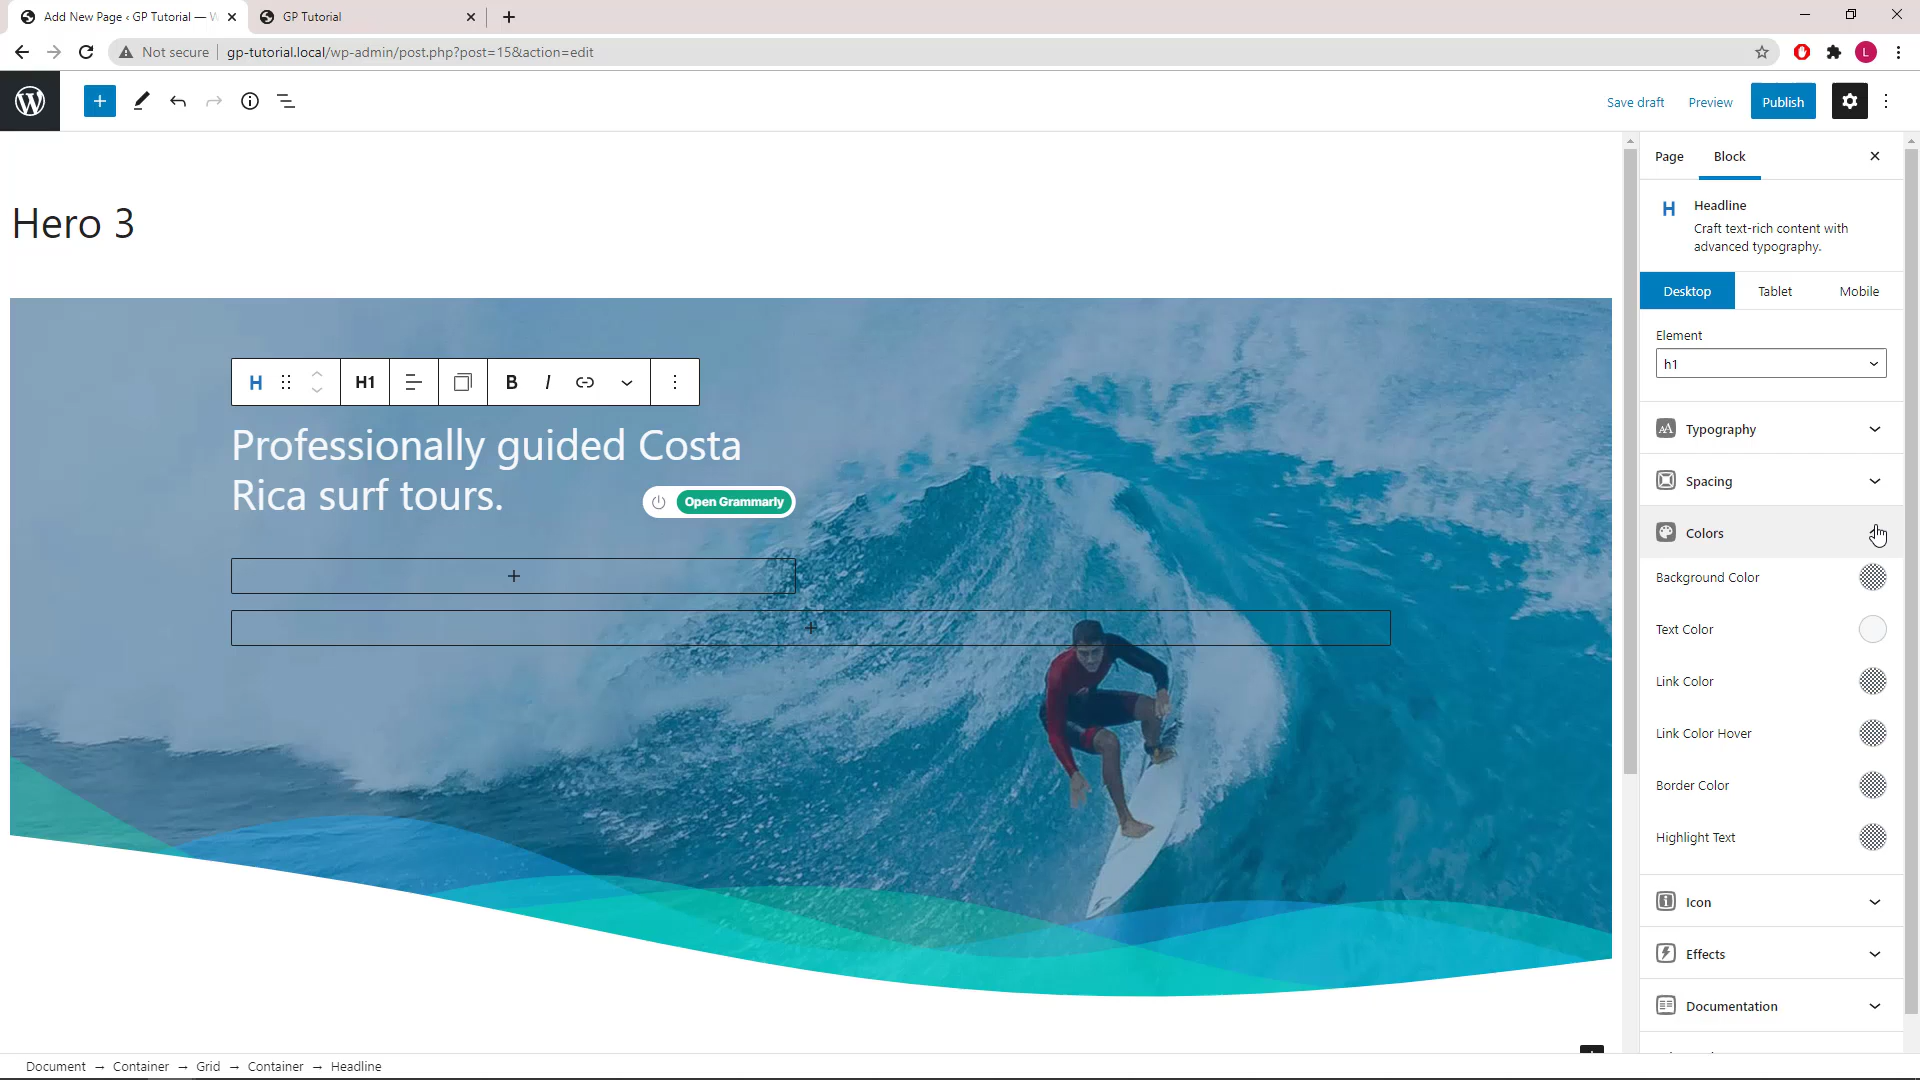 Add New Page ‹ GP Tutorial — W
GP Tutorial
Not secure
gp-tutorial.local/wp-admin/post.php?post=15&action=edit
L
Save draft
Preview
Publish
Page
Block
Hero 3
H
Headline
Craft text-rich content with
advanced typography.
Desktop
Tablet
Mobile
Element
h1
H
H1
B
I
Professionally guided Costa
Rica surf tours.
Open Grammarly
Typography
Spacing
Colors
Background Color
Text Color
Link Color
Link Color Hover
Border Color
Highlight Text
Icon
Effects
Documentation
Document → Container → Grid → Container → Headline